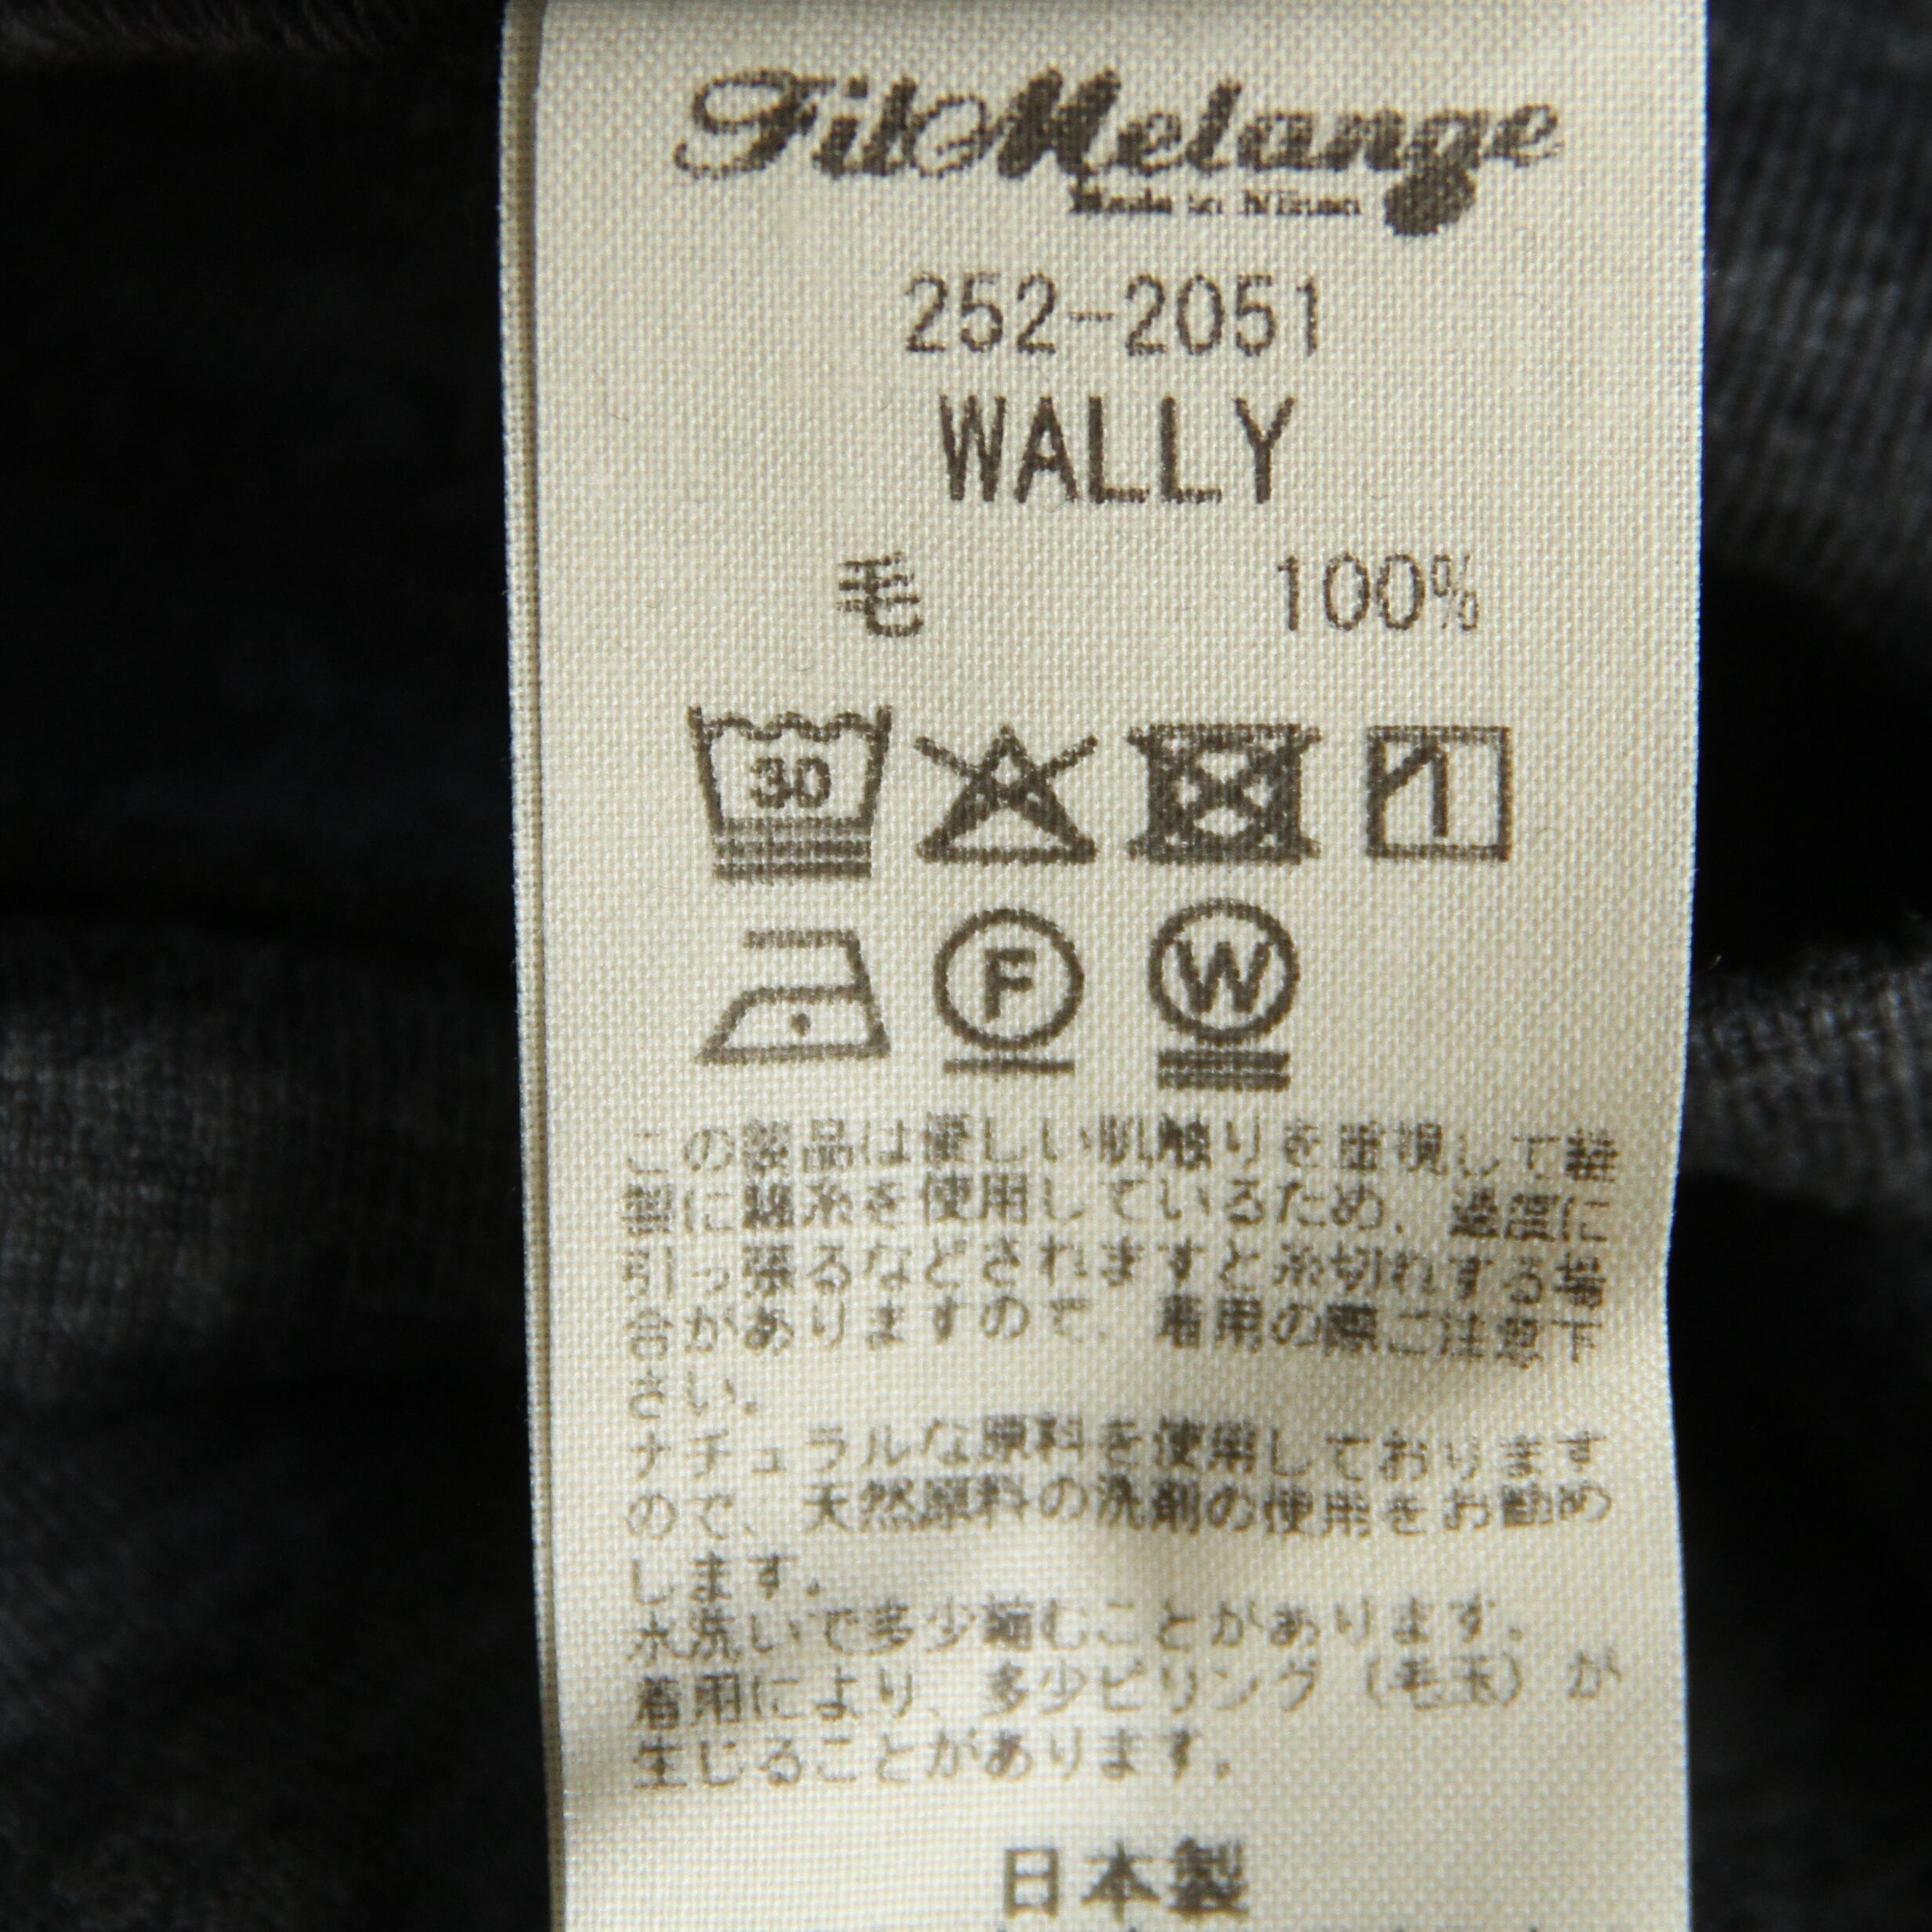 FilMelange
Made in Nihon
252-2051
WALLY
毛 100%
30
1
F
W
この製品は優しい肌触りを重視して
に を使用しているため、過度に
引っ張るなどされますと糸切れする場
合がありますので、着用の際ご注意下
さい。
ナチュラルな原料を使用しております
ので、天然原料の洗剤の使用をお勧め
します。
水洗いで多少縮むことがあります。
着用により、多少ピリング（毛玉）が
生じることがあります。
日本製